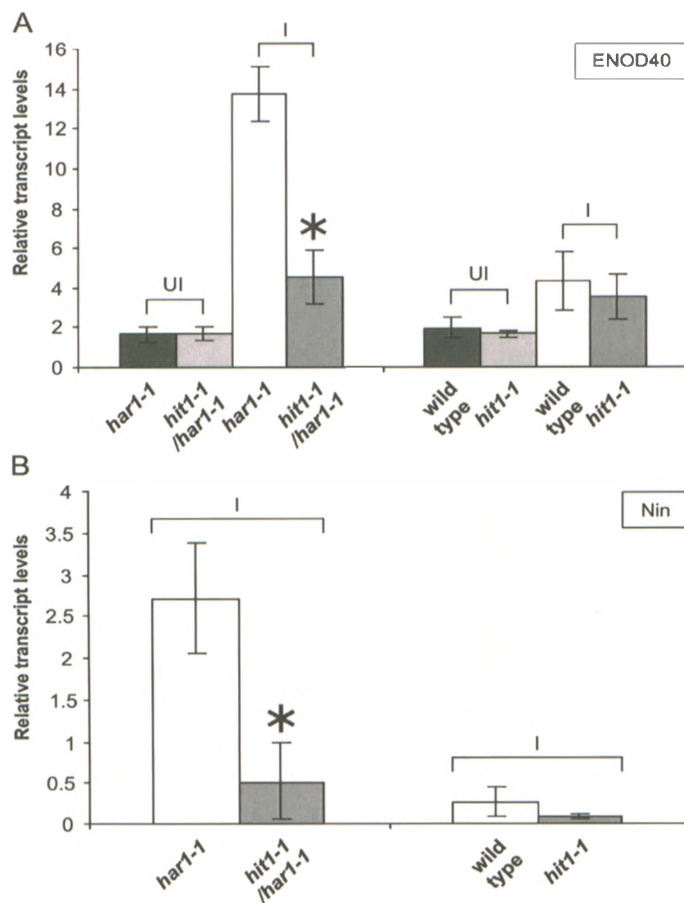 A
I
ENOD40
Relative transcript levels
16
14
12
10
8
6
4
2
0
*
UI
UI
I
har1-1
hit1-1
/har1-1
har1-1
hit1-1
/har1-1
wild
type
hit1-1
wild
type
hit1-1
B
Nin
Relative transcript levels
4
3.5
3
2.5
2
1.5
1
0.5
0
I
*
I
har1-1
hit1-1
/har1-1
wild
type
hit1-1